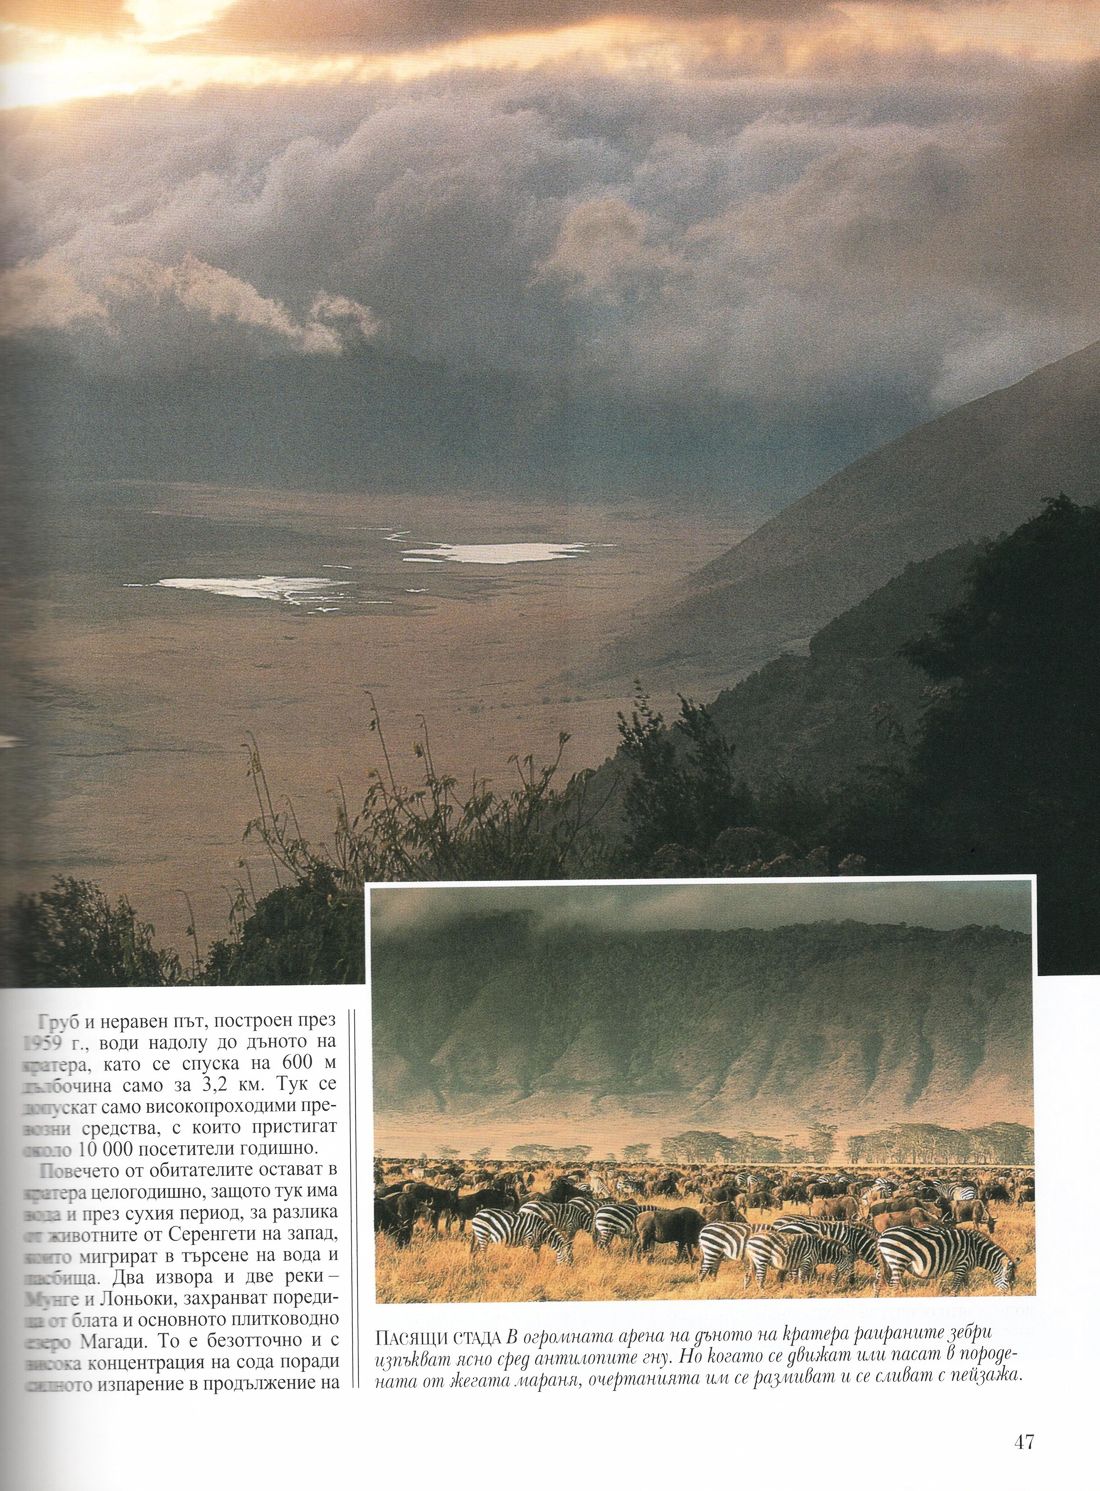 Груб и неравен път, построен през
1959 г., води надолу до дъното на
кратера, като се спуска на 600 м
дълбочина само за 3,2 км. Тук се
допускат само високопроходими пре-
возни средства, с които пристигат
около 10 000 посетители годишно.
Повечето от обитателите остават в
кратера целогодишно, защото тук има
вода и през сухия период, за разлика
от животните от Серенгети на запад,
които мигрират в търсене на вода и
пасбища. Два извора и две реки –
Мунге и Лоньоки, захранват пореди-
ца от блата и основното плитководно
езеро Магади. То е безотточно и с
висока концентрация на сода поради
силното изпарение в продължение на
ПАСЯЩИ СТАДА В огромната арена на дъното на кратера раираните зебри
изпъкват ясно сред антилопите гну. Но когато се движат или пасат в породе-
ната от жегата мараня, очертанията им се размиват и се сливат с пейзажа.
47